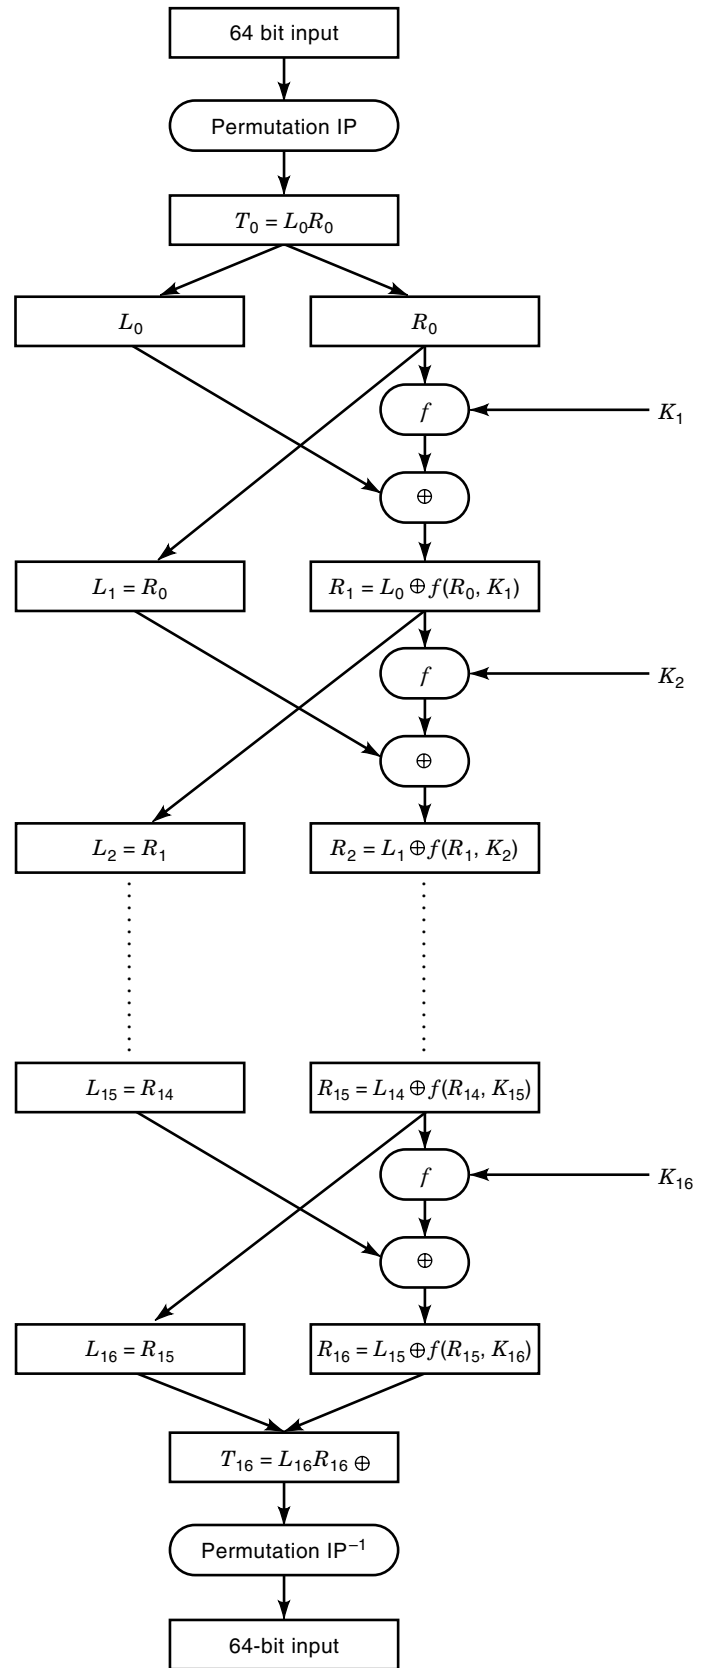 64 bit input
Permutation IP
T₀ = L₀R₀
L₀
R₀
f
K₁
⊕
L₁ = R₀
R₁ = L₀ ⊕ f(R₀, K₁)
f
K₂
⊕
L₂ = R₁
R₂ = L₁ ⊕ f(R₁, K₂)
L₁₅ = R₁₄
R₁₅ = L₁₄ ⊕ f(R₁₄, K₁₅)
f
K₁₆
⊕
L₁₆ = R₁₅
R₁₆ = L₁₅ ⊕ f(R₁₅, K₁₆)
T₁₆ = L₁₆R₁₆ ⊕
Permutation IP⁻¹
64-bit input